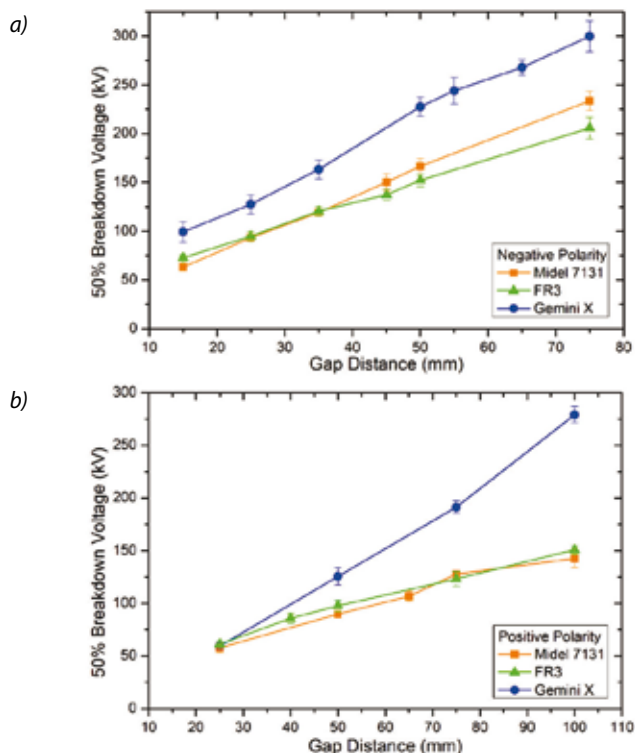 a)
50% Breakdown Voltage (kV)
300
250
200
150
100
50
0
Negative Polarity
Midel 7131
FR3
Gemini X
10 20 30 40 50 60 70 80
Gap Distance (mm)
b)
50% Breakdown Voltage (kV)
300
250
200
150
100
50
0
Positive Polarity
Midel 7131
FR3
Gemini X
10 20 30 40 50 60 70 80 90 100 110
Gap Distance (mm)